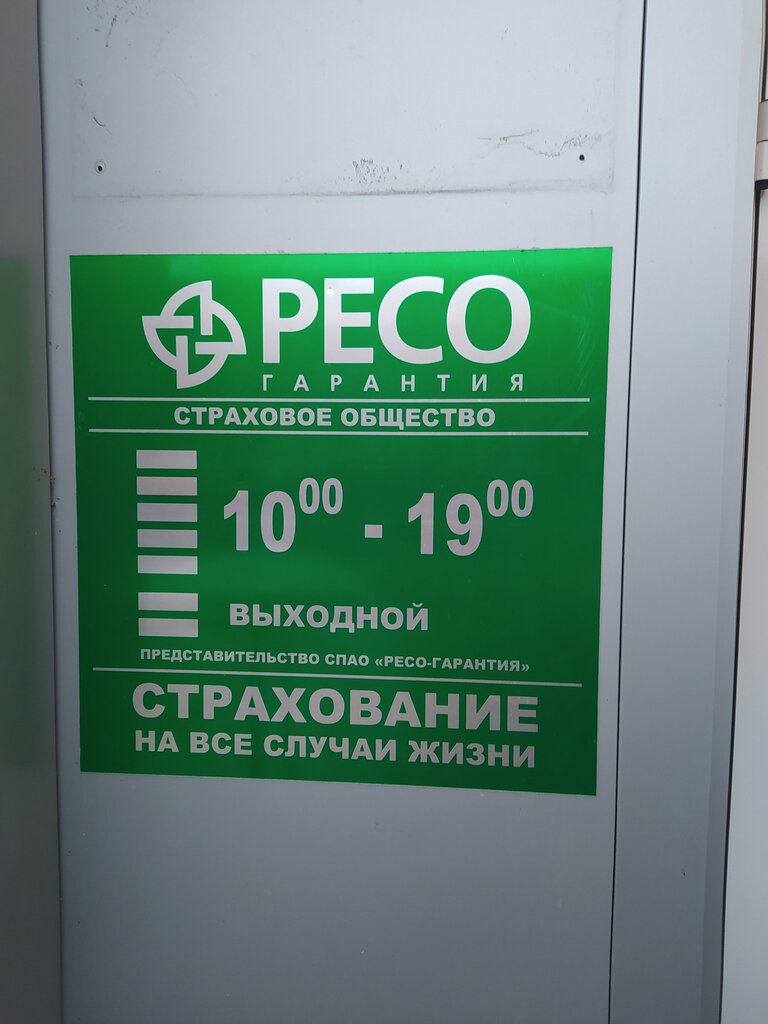 РЕСО
ГАРАНТИЯ
СТРАХОВОЕ ОБЩЕСТВО
10⁰⁰ - 19⁰⁰
ВЫХОДНОЙ
ПРЕДСТАВИТЕЛЬСТВО СПАО «РЕСО-ГАРАНТИЯ»
СТРАХОВАНИЕ
НА ВСЕ СЛУЧАИ ЖИЗНИ